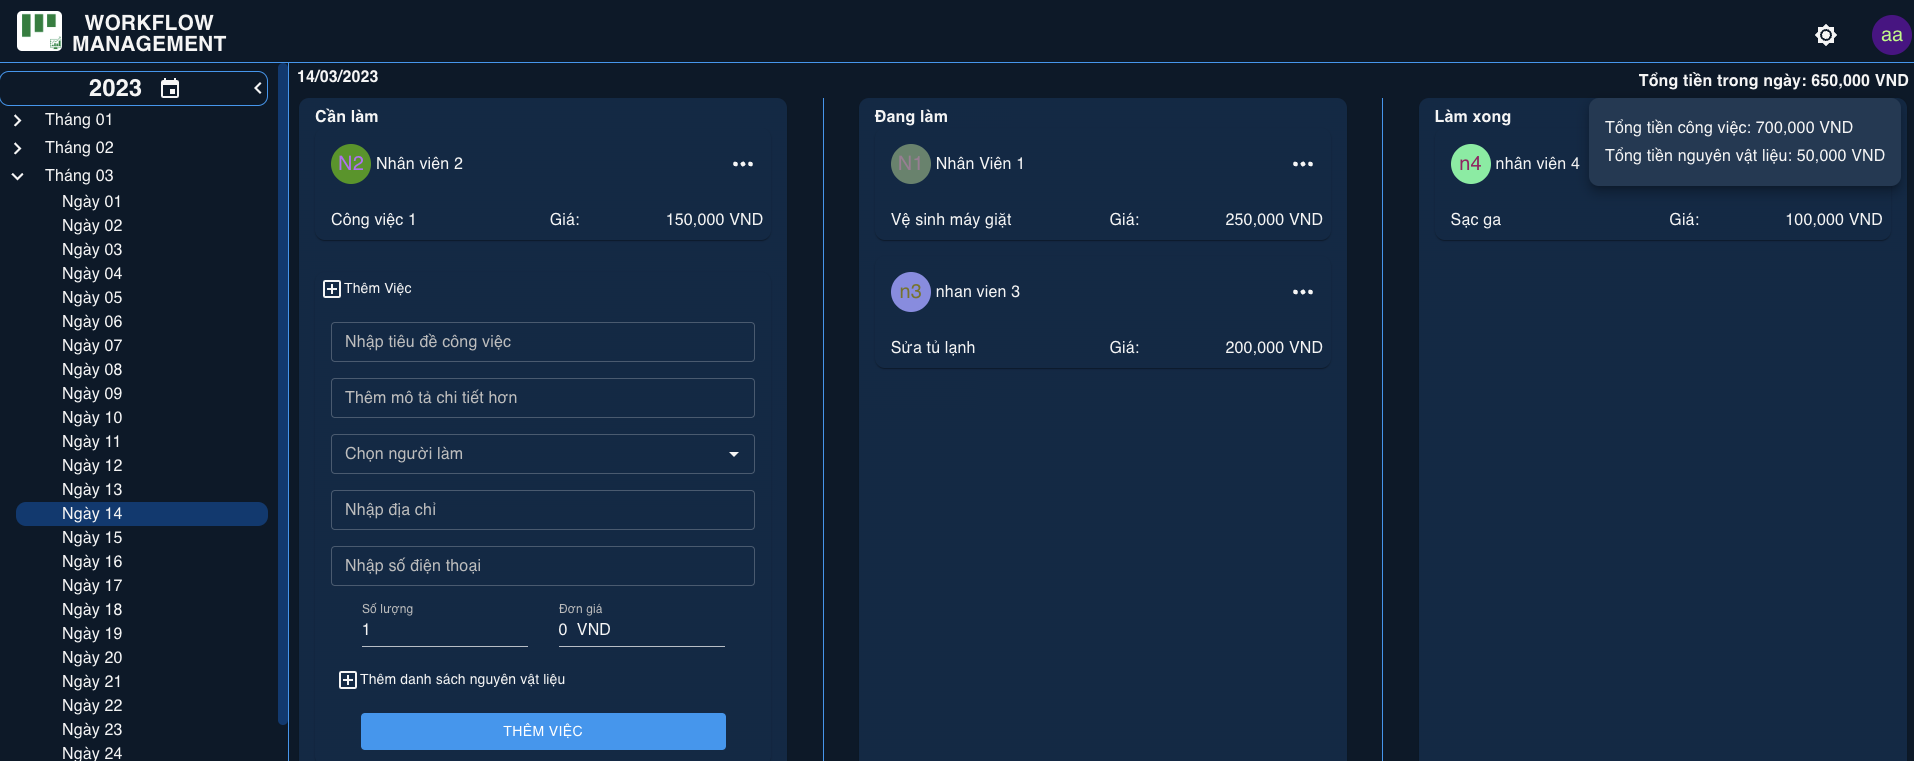 WORKFLOW
MANAGEMENT
aa
2023
Tháng 01
Tháng 02
Tháng 03
Ngày 01
Ngày 02
Ngày 03
Ngày 04
Ngày 05
Ngày 06
Ngày 07
Ngày 08
Ngày 09
Ngày 10
Ngày 11
Ngày 12
Ngày 13
Ngày 14
Ngày 15
Ngày 16
Ngày 17
Ngày 18
Ngày 19
Ngày 20
Ngày 21
Ngày 22
Ngày 23
Ngày 24
14/03/2023
Tổng tiền trong ngày: 650,000 VND
Tổng tiền công việc: 700,000 VND
Tổng tiền nguyên vật liệu: 50,000 VND
Cần làm
N2 Nhân viên 2
Công việc 1 Giá: 150,000 VND
Thêm Việc
Nhập tiêu đề công việc
Thêm mô tả chi tiết hơn
Chọn người làm
Nhập địa chỉ
Nhập số điện thoại
Số lượng Đơn giá
1 0 VND
Thêm danh sách nguyên vật liệu
THÊM VIỆC
Đang làm
N1 Nhân Viên 1
Vệ sinh máy giặt Giá: 250,000 VND
n3 nhan vien 3
Sửa tủ lạnh Giá: 200,000 VND
Làm xong
n4 nhân viên 4
Sạc ga Giá: 100,000 VND